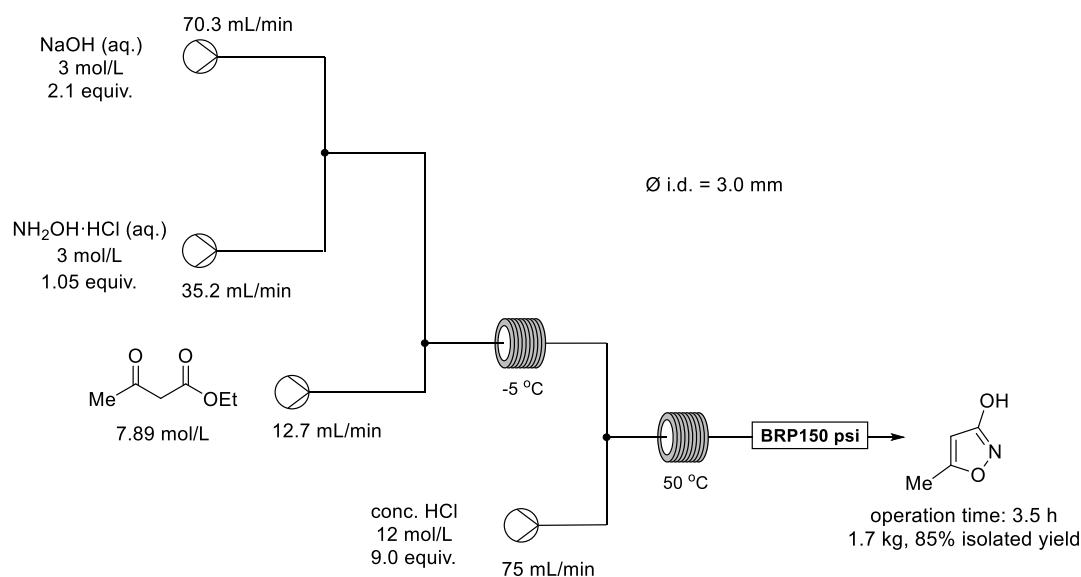 70.3 mL/min
NaOH (aq.)
3 mol/L
2.1 equiv.
Ø i.d. = 3.0 mm
NH₂OH·HCl (aq.)
3 mol/L
1.05 equiv.
35.2 mL/min
O O
Me OEt
7.89 mol/L
12.7 mL/min
-5 °C
BRP150 psi
50 °C
OH
N
O
Me
conc. HCl
12 mol/L
9.0 equiv.
75 mL/min
operation time: 3.5 h
1.7 kg, 85% isolated yield